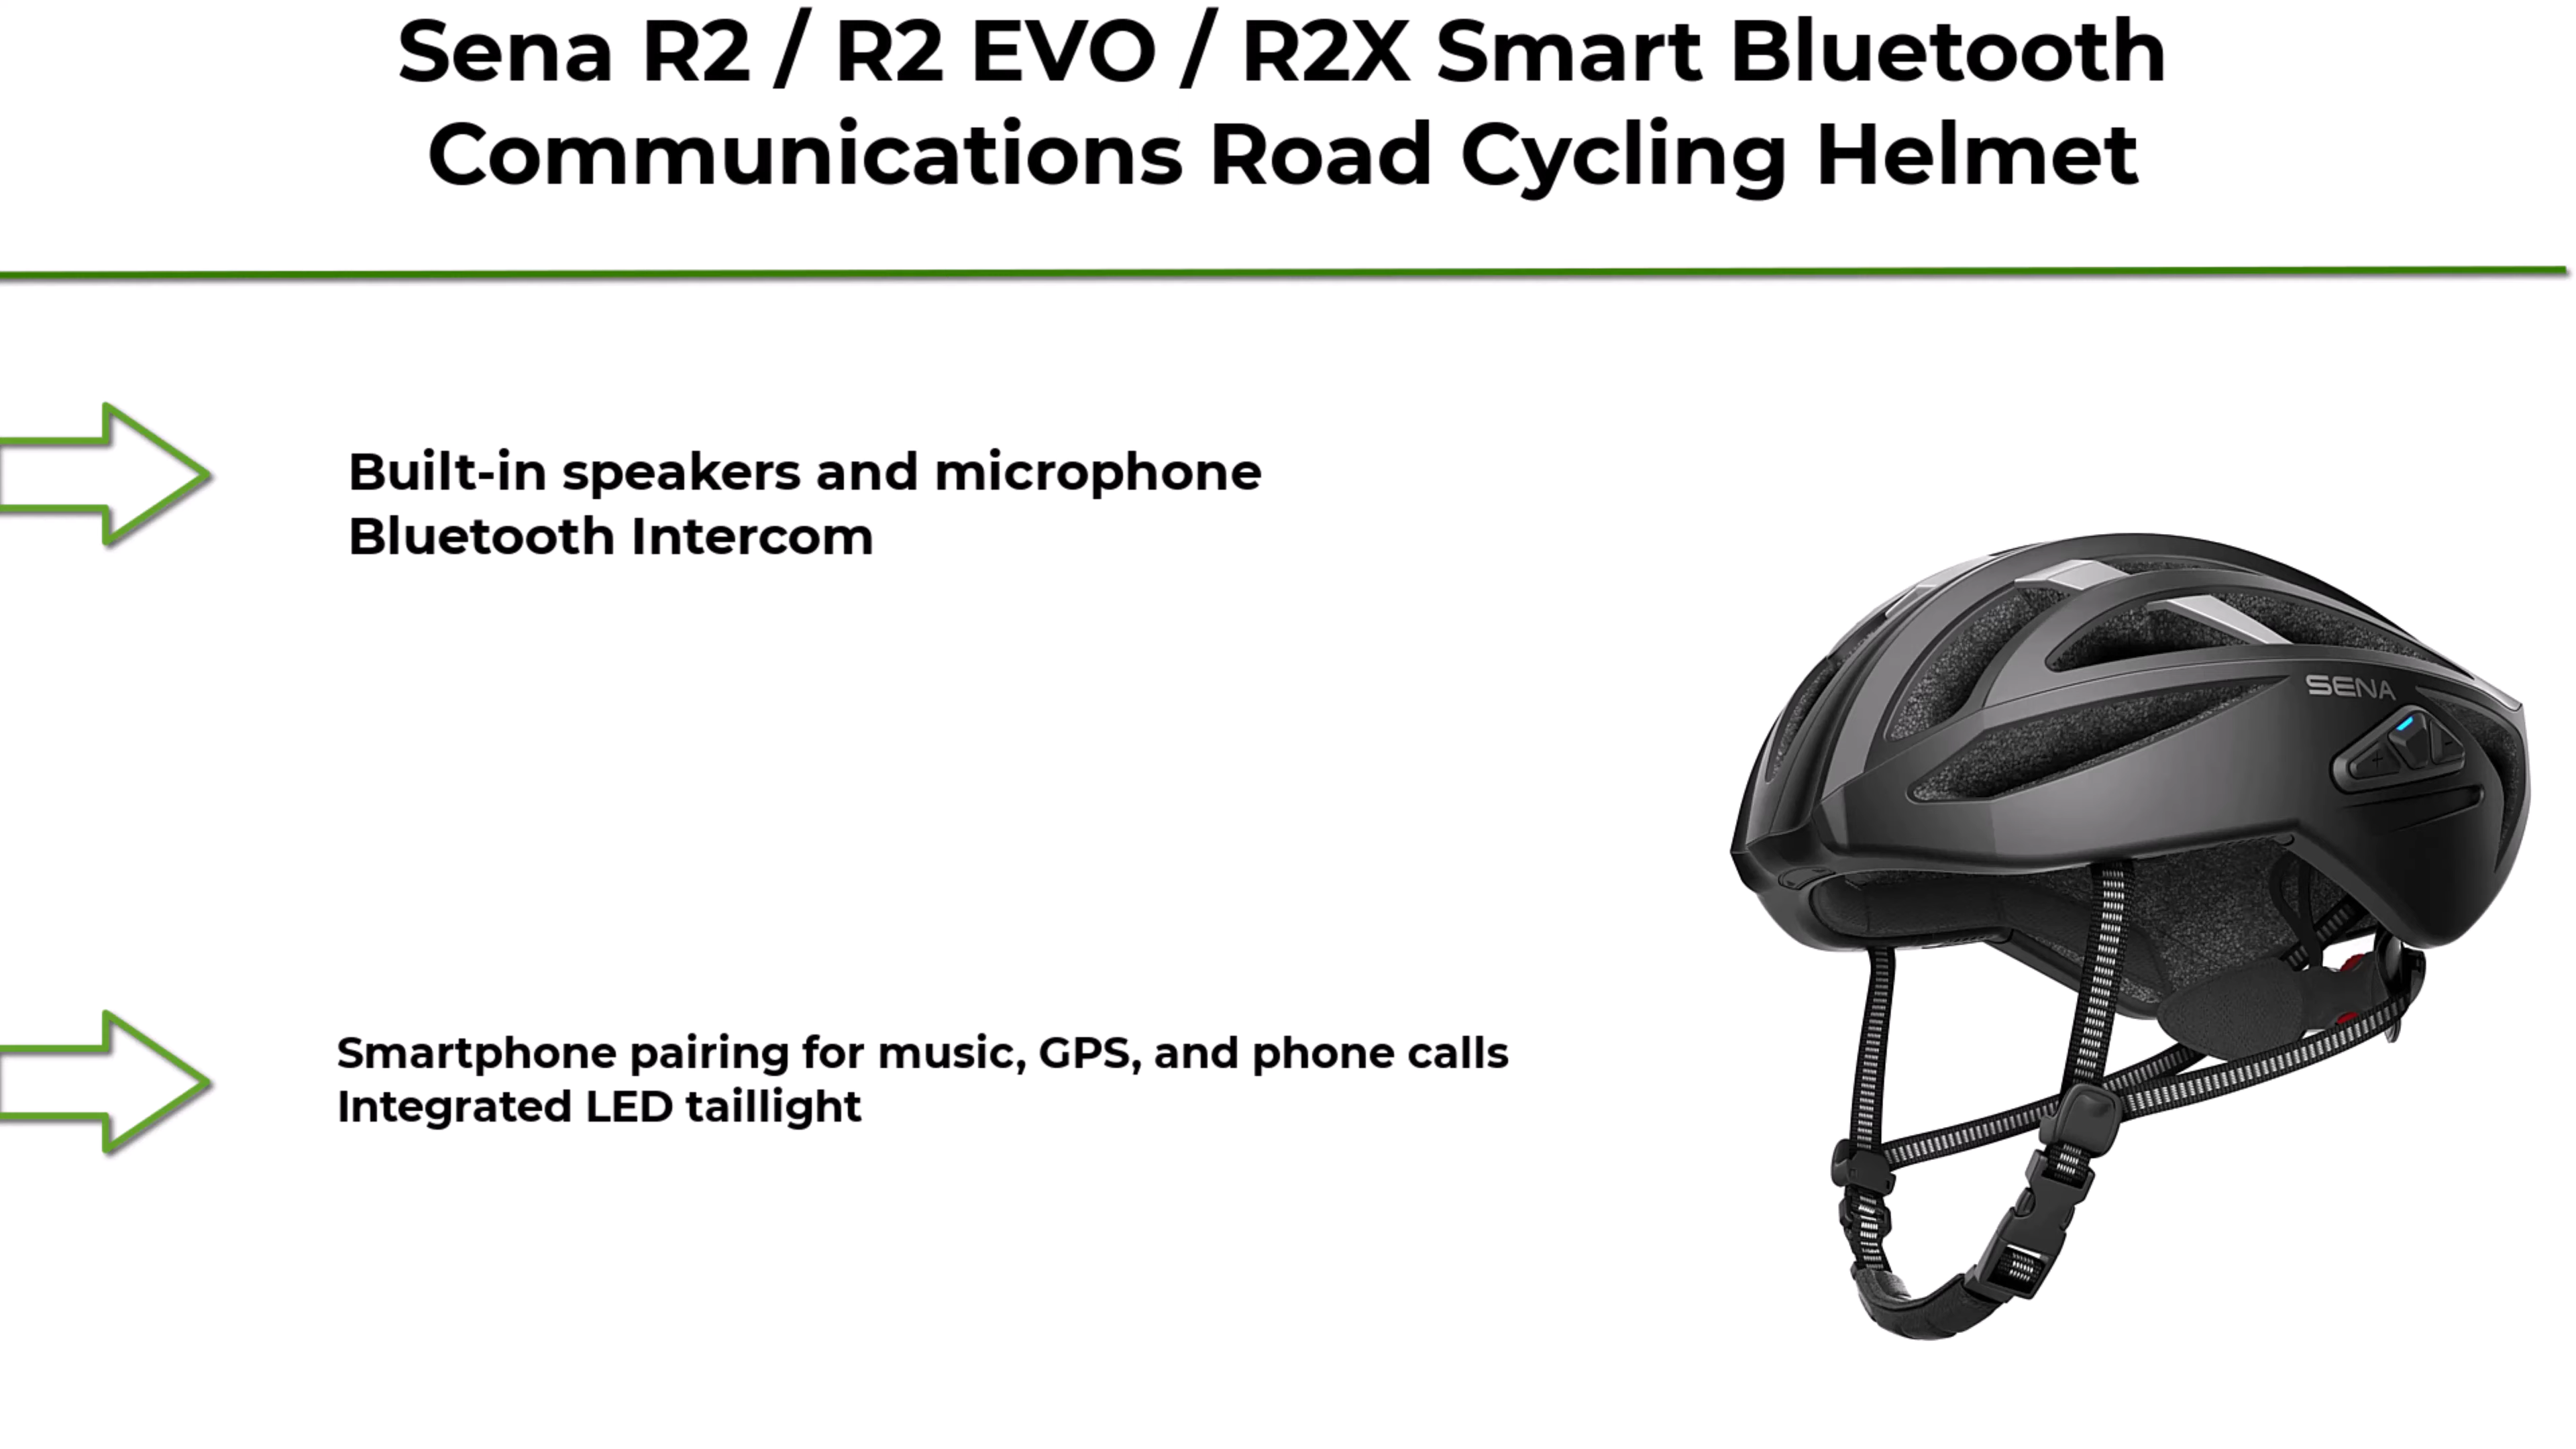 Sena R2 / R2 EVO / R2X Smart Bluetooth
Communications Road Cycling Helmet
Built-in speakers and microphone
Bluetooth Intercom
SENA
Smartphone pairing for music, GPS, and phone calls
Integrated LED taillight